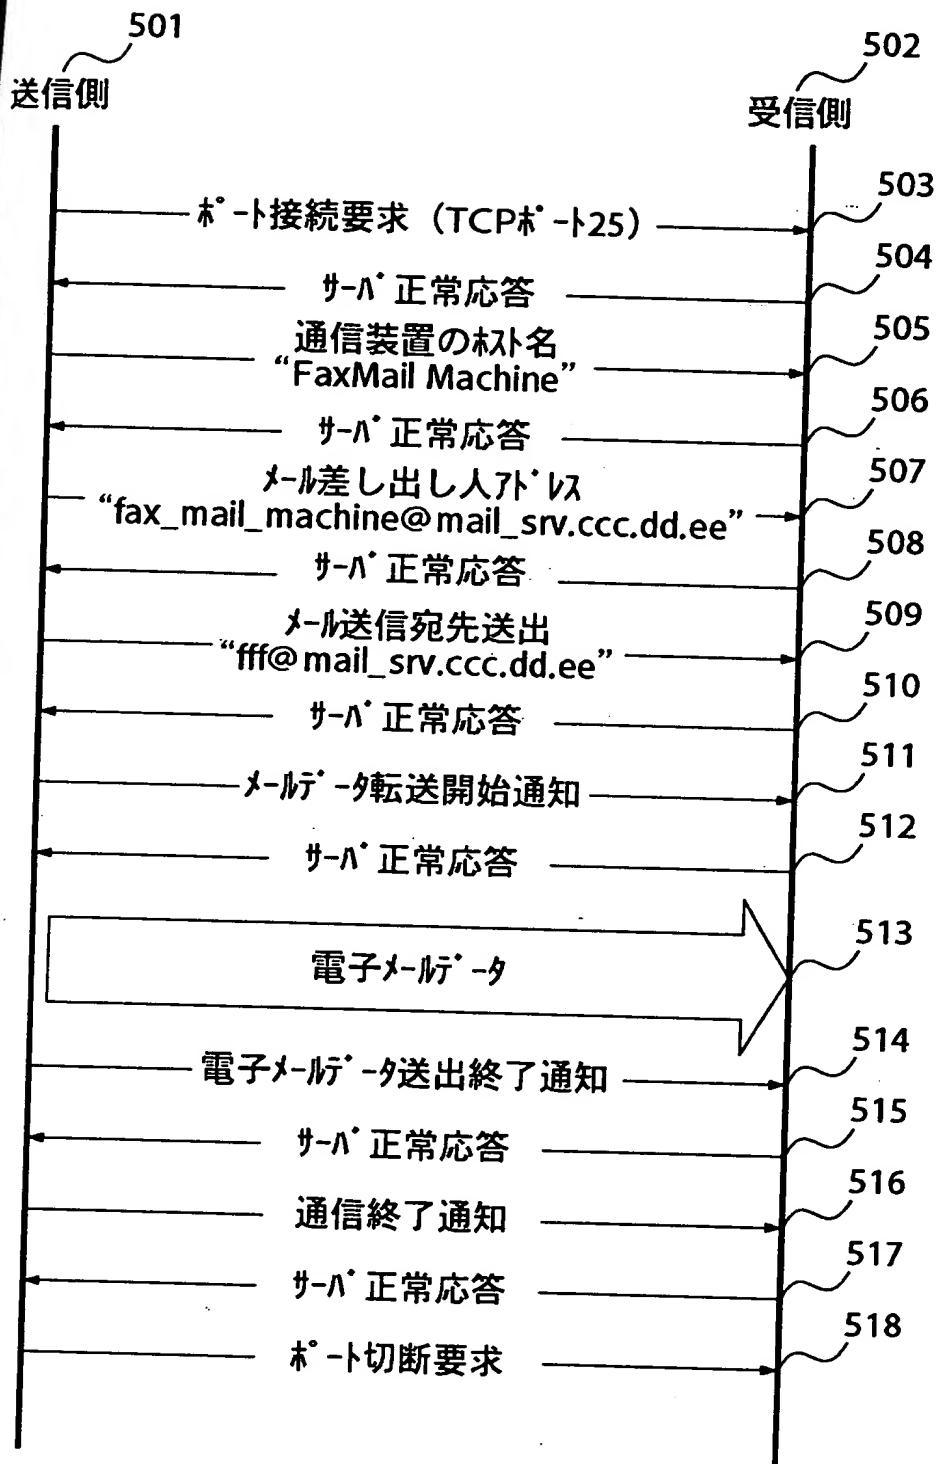 501
送信側
502
受信側
503
ﾎﾟｰﾄ接続要求（TCPﾎﾟｰﾄ25）
504
ｻｰﾊﾞ正常応答
505
通信装置のﾎｽﾄ名
“FaxMail Machine”
506
ｻｰﾊﾞ正常応答
507
ﾒｰﾙ差し出し人ｱﾄﾞﾚｽ
“fax_mail_machine@mail_srv.ccc.dd.ee”
508
ｻｰﾊﾞ正常応答
509
ﾒｰﾙ送信宛先送出
“fff@mail_srv.ccc.dd.ee”
510
ｻｰﾊﾞ正常応答
511
ﾒｰﾙﾃﾞｰﾀ転送開始通知
512
ｻｰﾊﾞ正常応答
513
電子ﾒｰﾙﾃﾞｰﾀ
514
電子ﾒｰﾙﾃﾞｰﾀ送出終了通知
515
ｻｰﾊﾞ正常応答
516
通信終了通知
517
ｻｰﾊﾞ正常応答
518
ﾎﾟｰﾄ切断要求